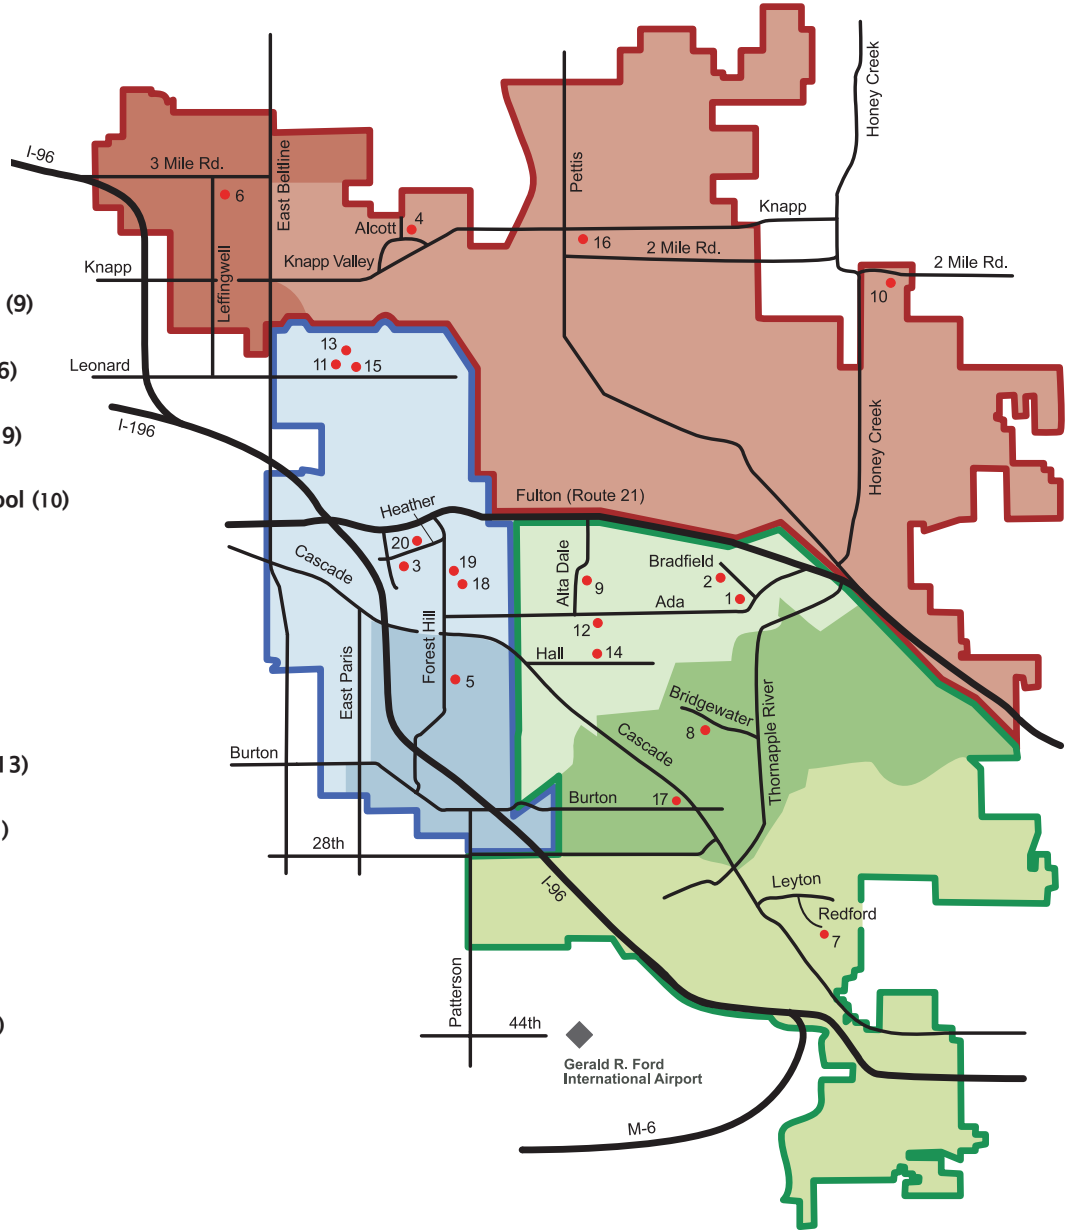 Honey Creek
I-96
3 Mile Rd.
East Beltline
Pettis
6
Alcott
4
Knapp
16
2 Mile Rd.
Knapp Valley
Knapp
Leffingwell
2 Mile Rd.
10
(9)
13
11
15
Leonard
6)
I-196
9)
Honey Creek
ool (10)
Fulton (Route 21)
Heather
20
3
Cascade
19
18
Alta Dale
9
Bradfield
2
1
Ada
12
Hall
14
Forest Hill
East Paris
5
Bridgewater
8
Thornapple River
Cascade
Burton
13)
Burton
17
)
28th
I-96
Leyton
Redford
7
Patterson
)
44th
Gerald R. Ford
International Airport
M-6